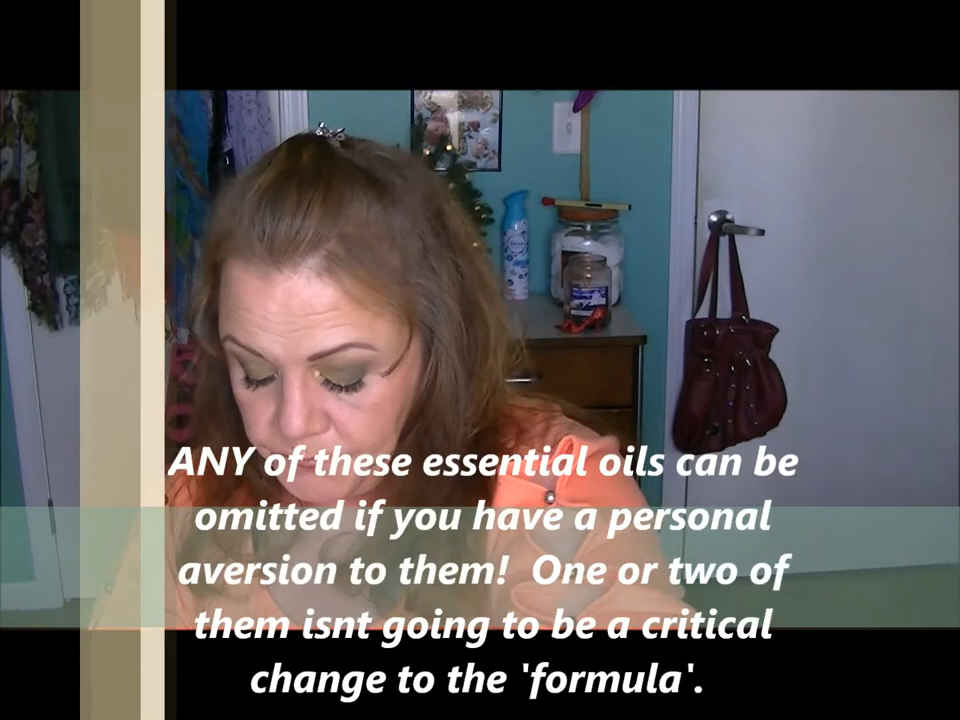 ANY of these essential oils can be
omitted if you have a personal
aversion to them!  One or two of
them isnt going to be a critical
change to the 'formula'.